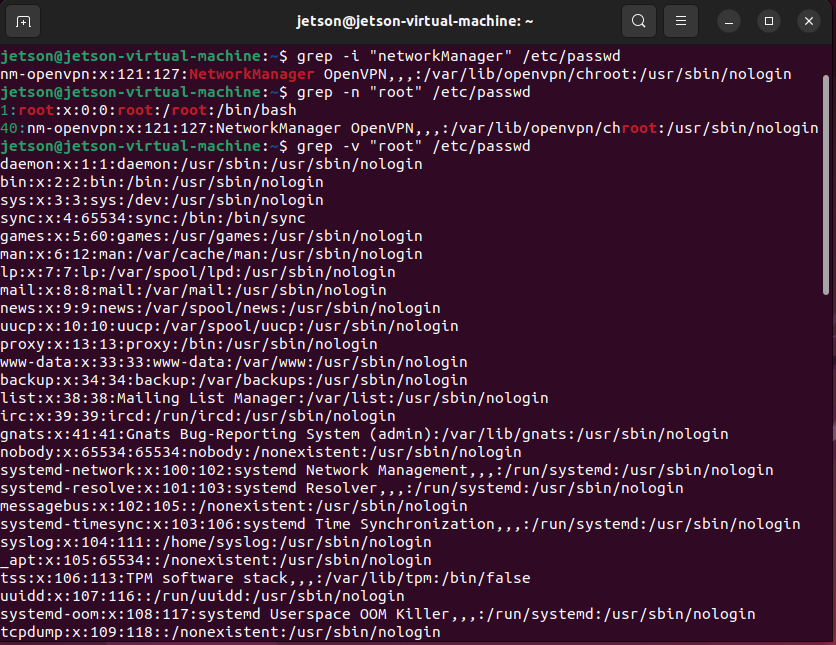 jetson@jetson-virtual-machine: ~
jetson@jetson-virtual-machine:~$ grep -i "networkManager" /etc/passwd
nm-openvpn:x:121:127:NetworkManager OpenVPN,,,:/var/lib/openvpn/chroot:/usr/sbin/nologin
jetson@jetson-virtual-machine:~$ grep -n "root" /etc/passwd
1:root:x:0:0:root:/root:/bin/bash
40:nm-openvpn:x:121:127:NetworkManager OpenVPN,,,:/var/lib/openvpn/chroot:/usr/sbin/nologin
jetson@jetson-virtual-machine:~$ grep -v "root" /etc/passwd
daemon:x:1:1:daemon:/usr/sbin:/usr/sbin/nologin
bin:x:2:2:bin:/bin:/usr/sbin/nologin
sys:x:3:3:sys:/dev:/usr/sbin/nologin
sync:x:4:65534:sync:/bin:/bin/sync
games:x:5:60:games:/usr/games:/usr/sbin/nologin
man:x:6:12:man:/var/cache/man:/usr/sbin/nologin
lp:x:7:7:lp:/var/spool/lpd:/usr/sbin/nologin
mail:x:8:8:mail:/var/mail:/usr/sbin/nologin
news:x:9:9:news:/var/spool/news:/usr/sbin/nologin
uucp:x:10:10:uucp:/var/spool/uucp:/usr/sbin/nologin
proxy:x:13:13:proxy:/bin:/usr/sbin/nologin
www-data:x:33:33:www-data:/var/www:/usr/sbin/nologin
backup:x:34:34:backup:/var/backups:/usr/sbin/nologin
list:x:38:38:Mailing List Manager:/var/list:/usr/sbin/nologin
irc:x:39:39:ircd:/run/ircd:/usr/sbin/nologin
gnats:x:41:41:Gnats Bug-Reporting System (admin):/var/lib/gnats:/usr/sbin/nologin
nobody:x:65534:65534:nobody:/nonexistent:/usr/sbin/nologin
systemd-network:x:100:102:systemd Network Management,,,:/run/systemd:/usr/sbin/nologin
systemd-resolve:x:101:103:systemd Resolver,,,:/run/systemd:/usr/sbin/nologin
messagebus:x:102:105::/nonexistent:/usr/sbin/nologin
systemd-timesync:x:103:106:systemd Time Synchronization,,,:/run/systemd:/usr/sbin/nologin
syslog:x:104:111::/home/syslog:/usr/sbin/nologin
_apt:x:105:65534::/nonexistent:/usr/sbin/nologin
tss:x:106:113:TPM software stack,,,:/var/lib/tpm:/bin/false
uuidd:x:107:116::/run/uuidd:/usr/sbin/nologin
systemd-oom:x:108:117:systemd Userspace OOM Killer,,,:/run/systemd:/usr/sbin/nologin
tcpdump:x:109:118::/nonexistent:/usr/sbin/nologin